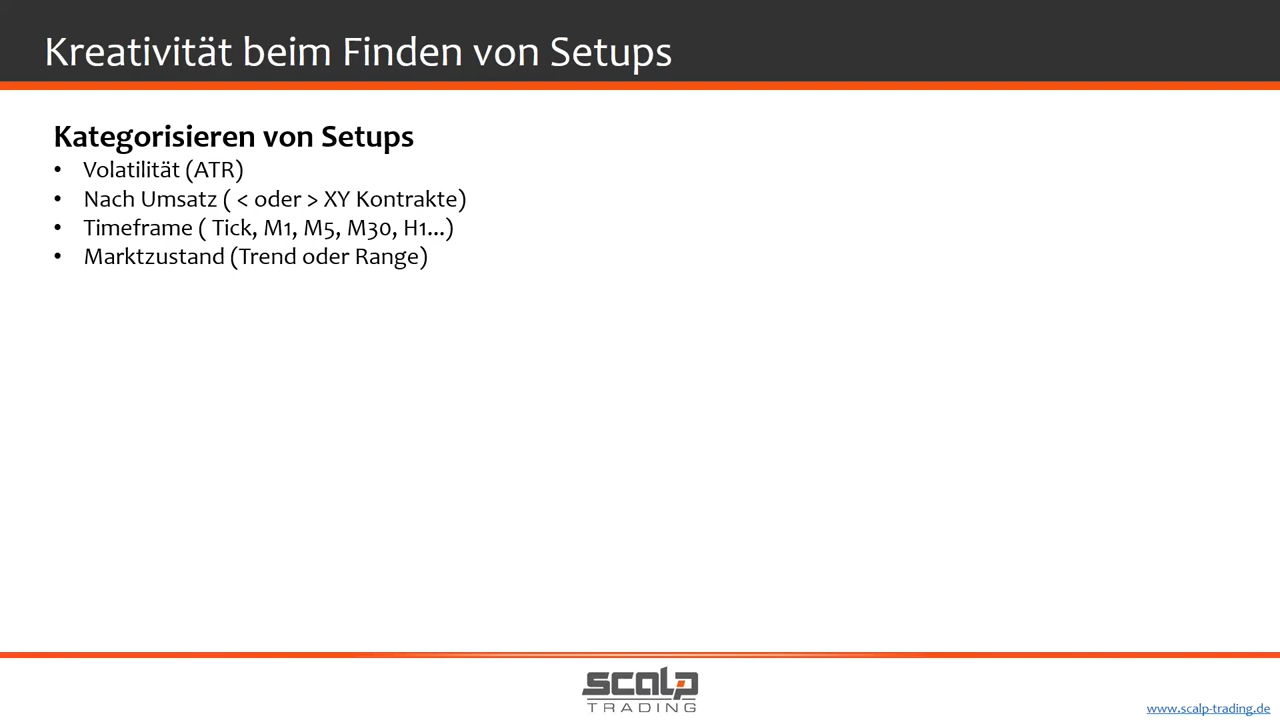 Kreativität beim Finden von Setups
Kategorisieren von Setups
• Volatilität (ATR)
• Nach Umsatz ( < oder > XY Kontrakte)
• Timeframe ( Tick, M1, M5, M30, H1...)
• Marktzustand (Trend oder Range)
scalp
TRADING
www.scalp-trading.de